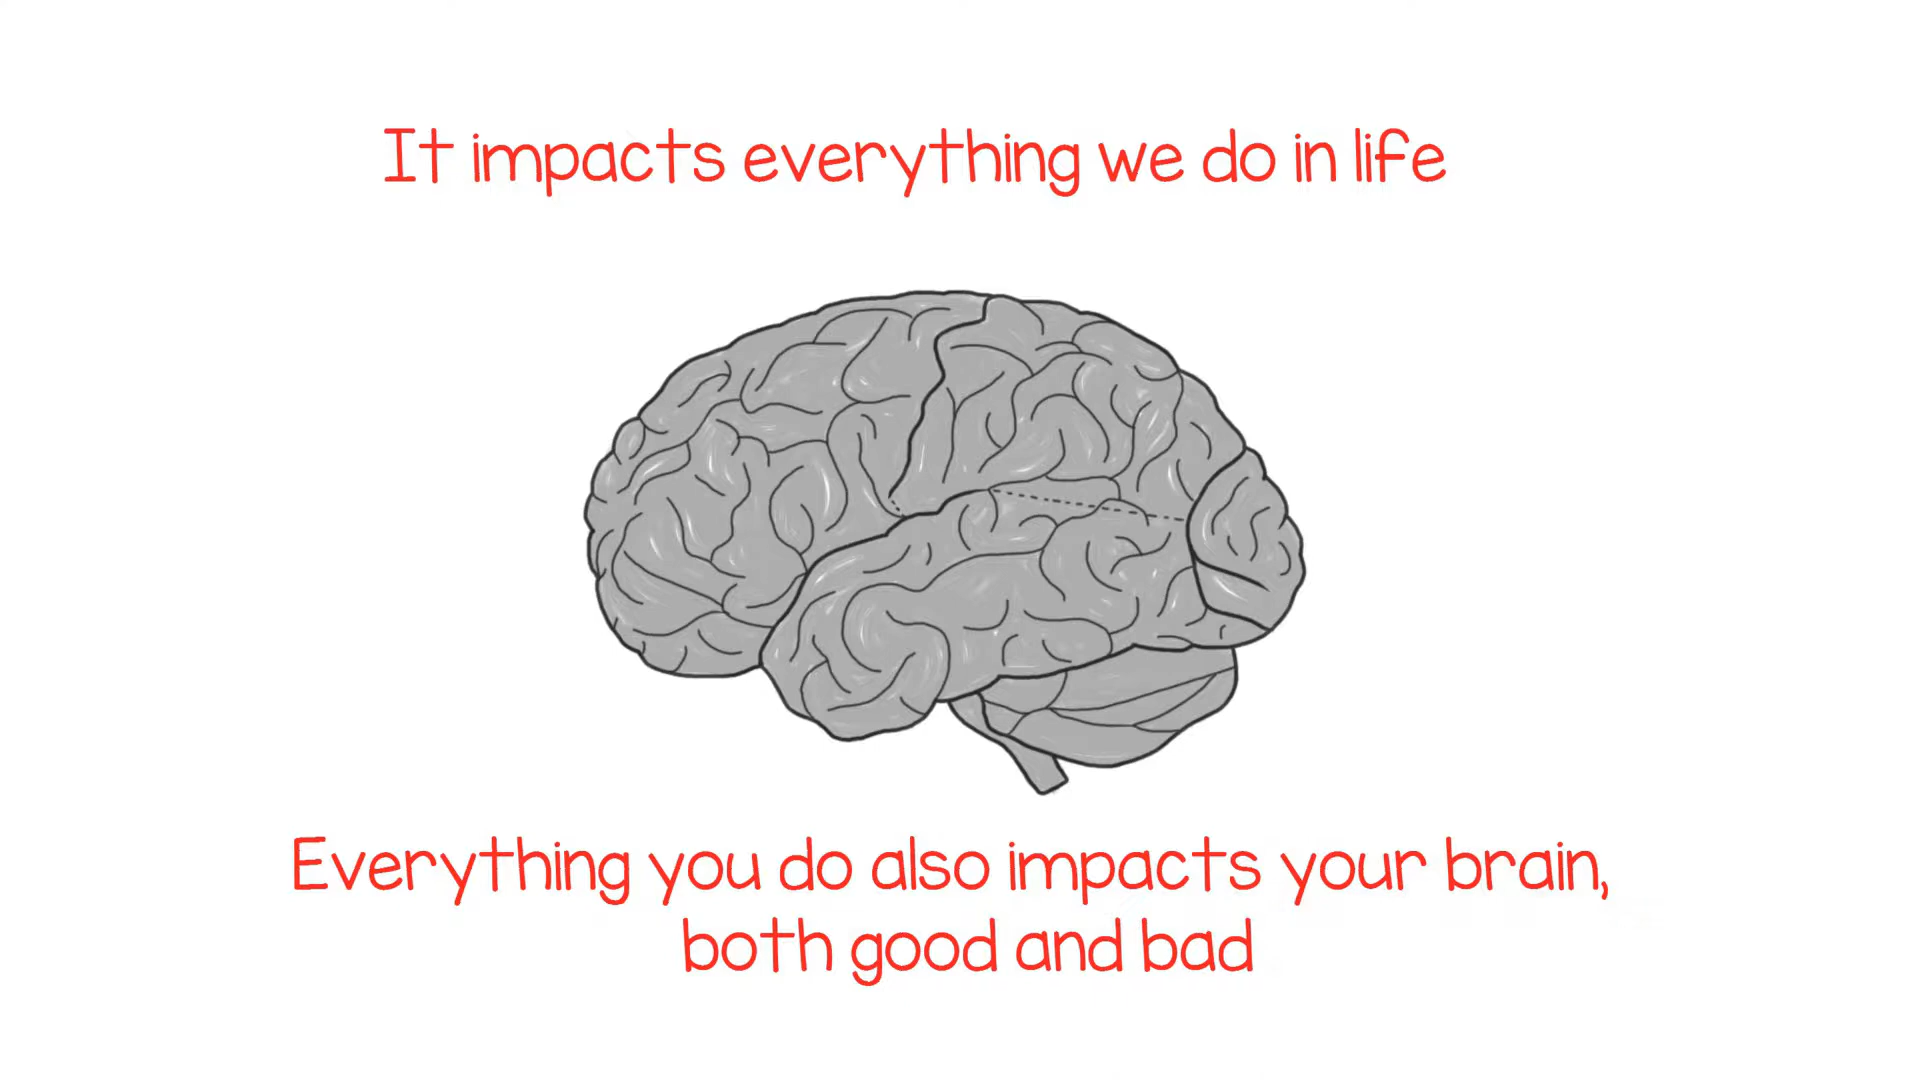 It impacts everything we do in life
Everything you do also impacts your brain,
both good and bad